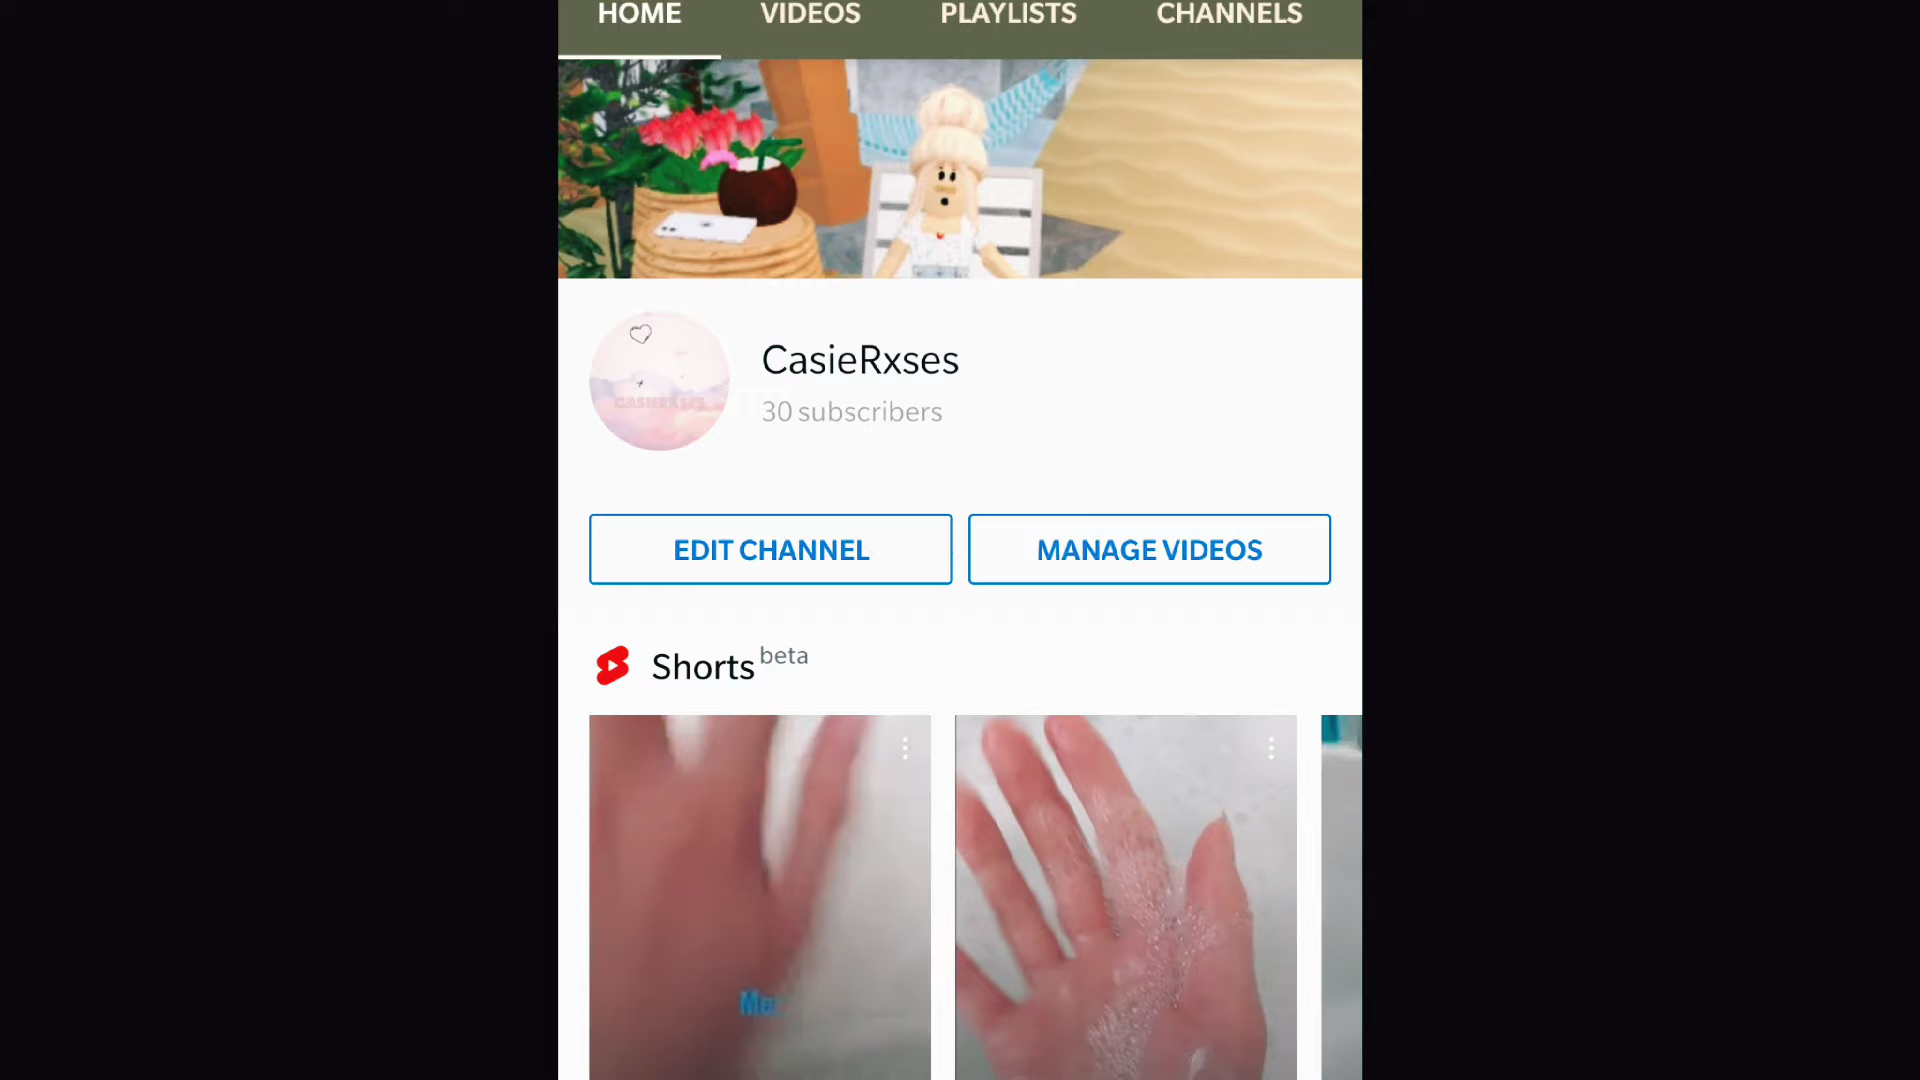 HOME VIDEOS PLAYLISTS CHANNELS
CasieRxses
30 subscribers
EDIT CHANNEL MANAGE VIDEOS
Shorts beta